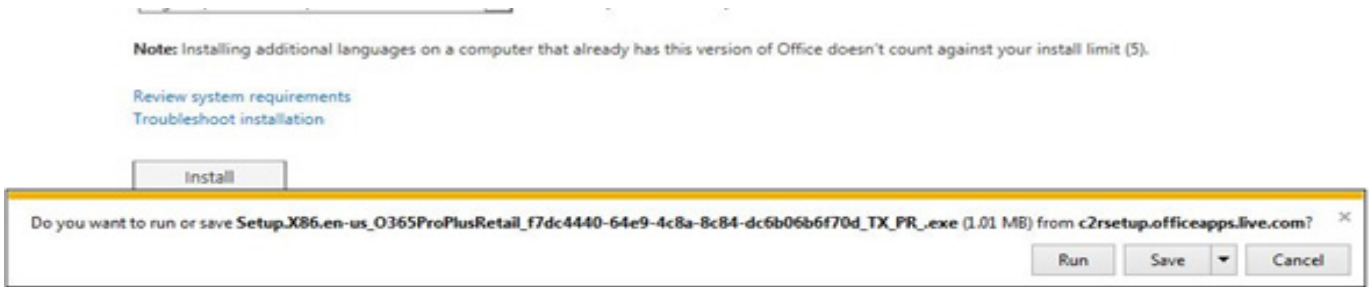 Note: Installing additional languages on a computer that already has this version of Office doesn't count against your install limit (5).
Review system requirements
Troubleshoot installation
Install
Do you want to run or save Setup.X86.en-us_O365ProPlusRetail_f7dc4440-64e9-4c8a-8c84-dc6b06b6f70d_TX_PR_.exe (1.01 MB) from c2rsetup.officeapps.live.com?
Run Save Cancel